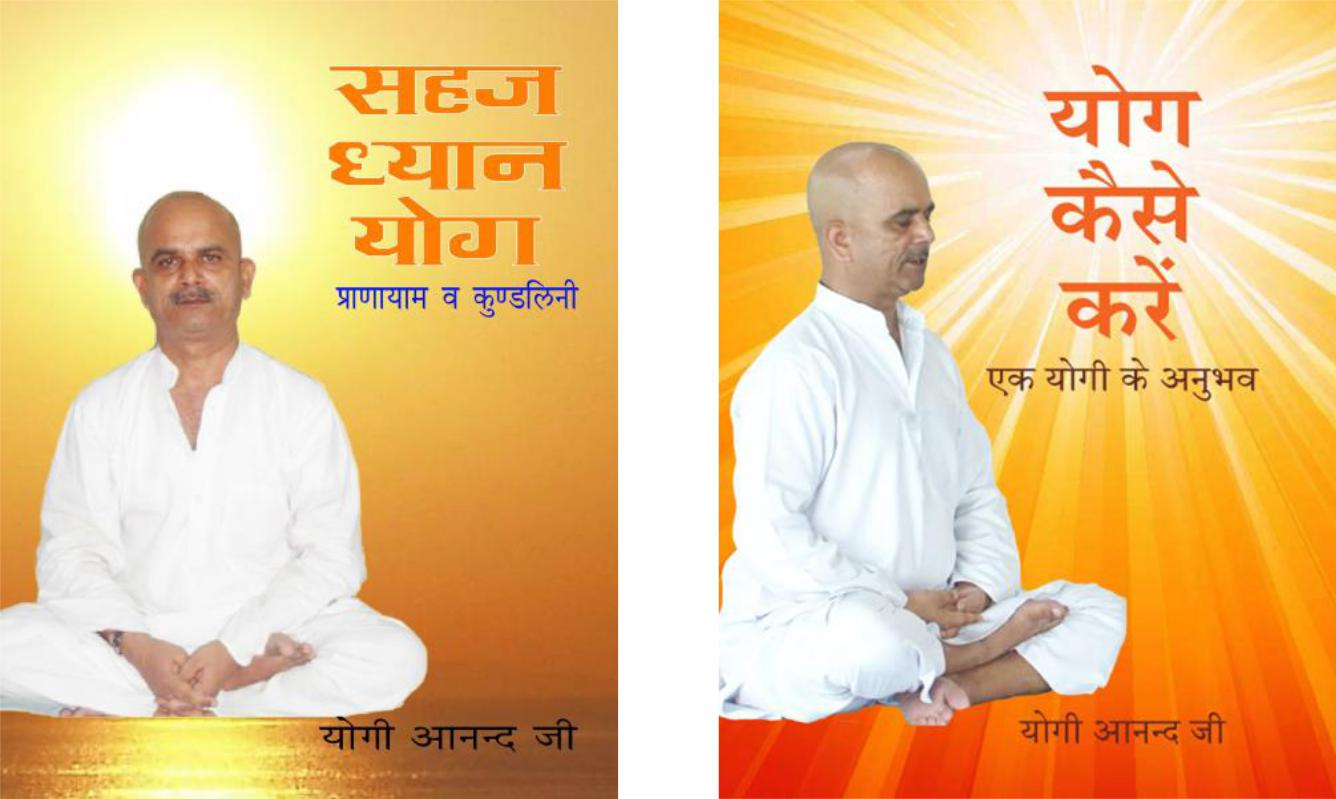 सहज
ध्यान
योग
प्राणायाम व कुण्डलिनी
योगी आनन्द जी
योग
कैसे
करें
एक योगी के अनुभव
योगी आनन्द जी